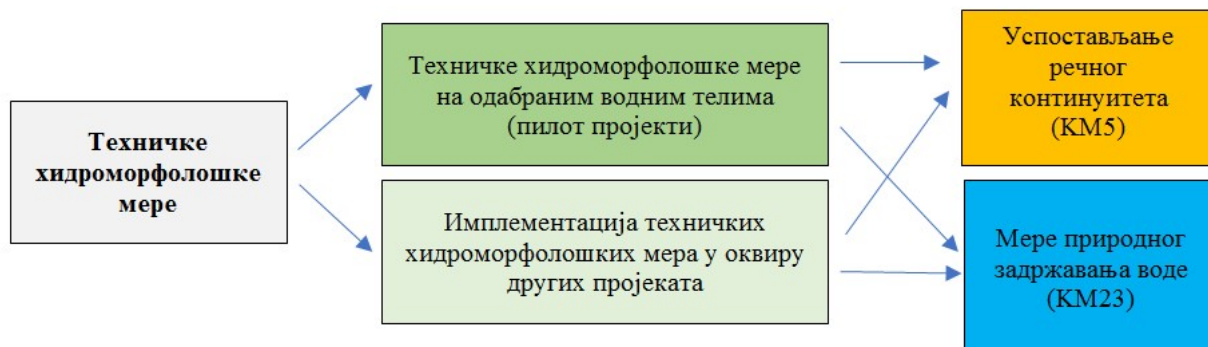 Техничке
хидроморфолошке
мере
Техничке хидроморфолошке мере
на одабраним водним телима
(пилот пројекти)
Имплементација техничких
хидроморфолошких мера у оквиру
других пројеката
Успостављање
речног
континуитета
(КМ5)
Мере природног
задржавања воде
(КМ23)